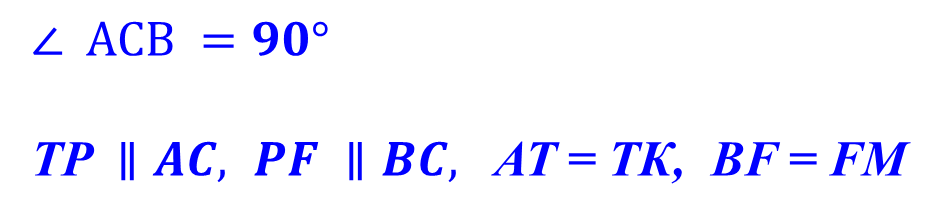 ∠ ACB = 90°
TP ∥ AC, PF ∥ BC, AT = TK, BF = FM